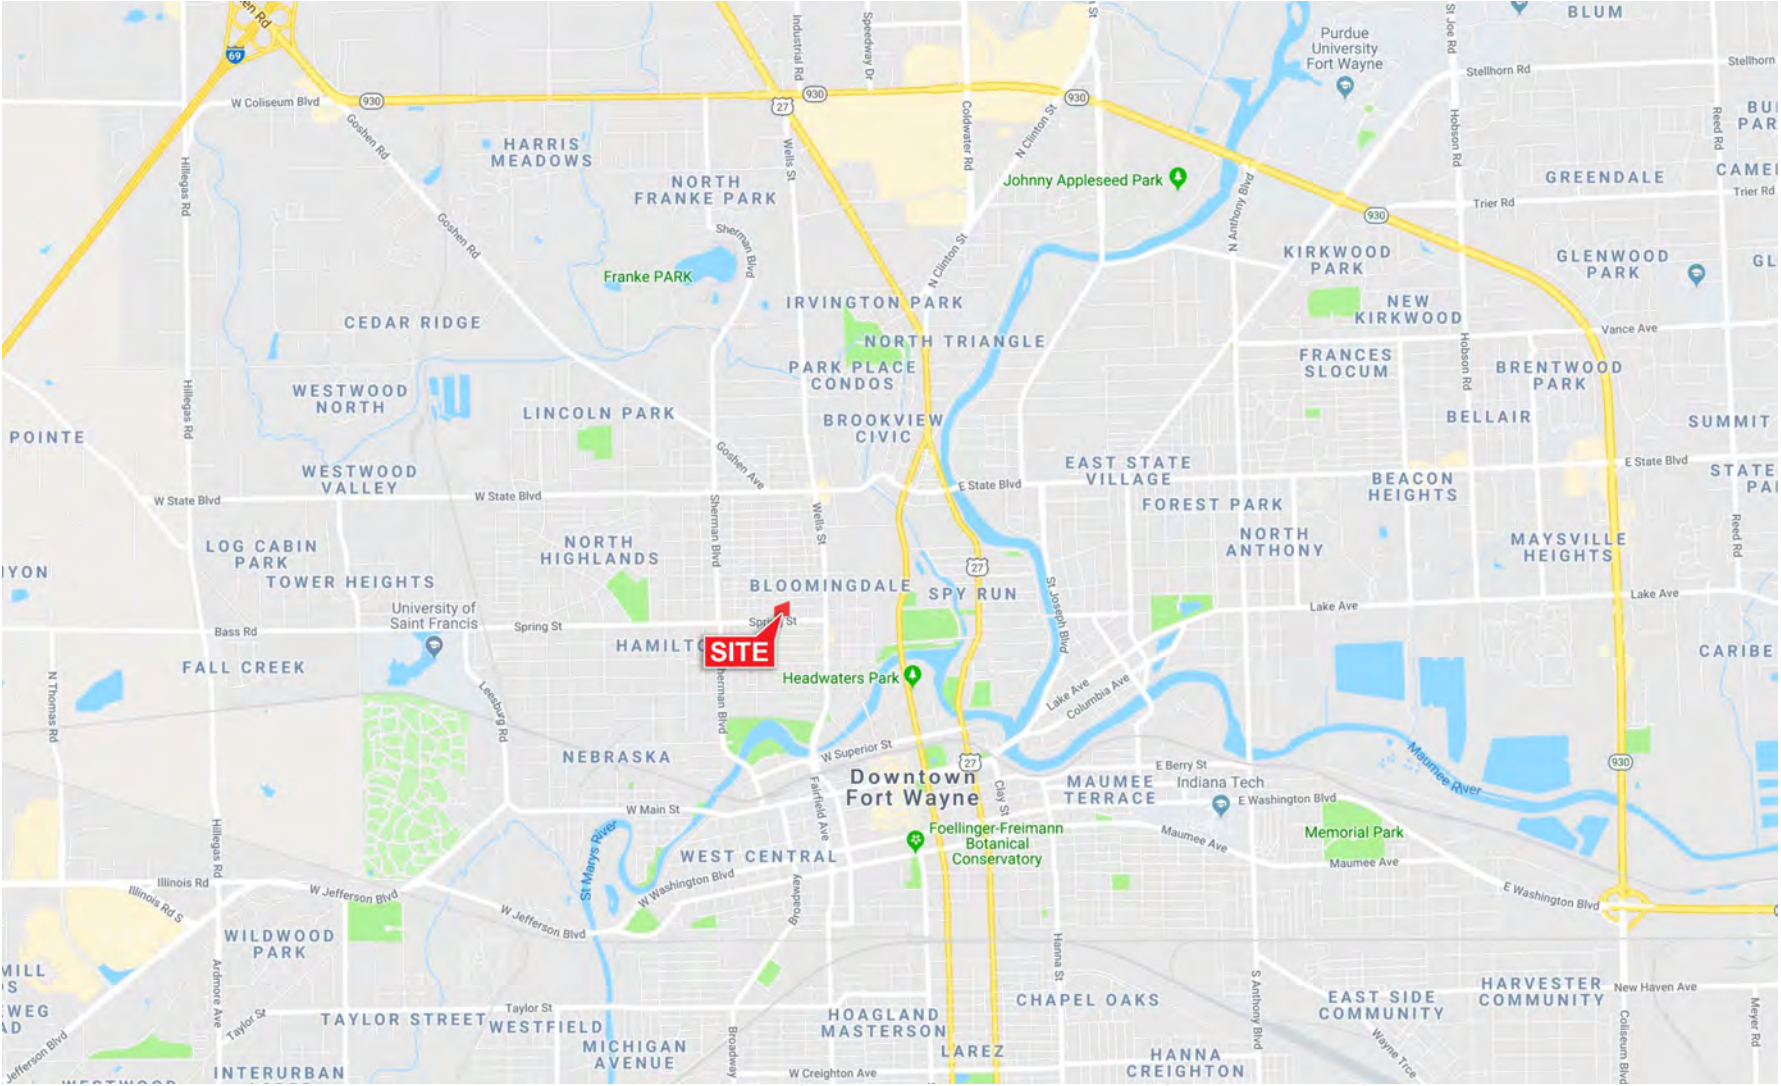 BLUM
Purdue
University
Fort Wayne
Stellhorn Rd
Stellhorn
Industrial Rd
Speedway Dr
St Joe Rd
69
W Coliseum Blvd
930
27
930
930
Coldwater Rd
N Clinton St
Hobson Rd
Reed Rd
Goshen Rd
HARRIS
MEADOWS
Wells St
Hillegas Rd
NORTH
FRANKE PARK
Johnny Appleseed Park
GREENDALE
Trier Rd
Trier Rd
N Anthony Blvd
930
Goshen Rd
Sherman Blvd
N Clinton St
KIRKWOOD
PARK
GLENWOOD
PARK
GL
Franke PARK
IRVINGTON PARK
NEW
KIRKWOOD
CEDAR RIDGE
NORTH TRIANGLE
Vance Ave
Hobson Rd
FRANCES
SLOCUM
BRENTWOOD
PARK
PARK PLACE
CONDOS
WESTWOOD
NORTH
Hillegas Rd
LINCOLN PARK
BROOKVIEW
CIVIC
BELLAIR
SUMMIT
POINTE
Goshen Ave
EAST STATE
VILLAGE
E State Blvd
WESTWOOD
VALLEY
BEACON
HEIGHTS
STATE
W State Blvd
W State Blvd
E State Blvd
FOREST PARK
Sherman Blvd
Wells St
Reed Rd
NORTH
ANTHONY
MAYSVILLE
HEIGHTS
LOG CABIN
PARK
NORTH
HIGHLANDS
YON
TOWER HEIGHTS
27
BLOOMINGDALE
SPY RUN
St Joseph Blvd
Lake Ave
Lake Ave
University of
Saint Francis
Bass Rd
Spring St
Spring St
HAMILTO
SITE
CARIBE
FALL CREEK
Headwaters Park
N Thomas Rd
Leesburg Rd
Lake Ave
Columbia Ave
NEBRASKA
W Superior St
Maumee River
27
E Berry St
930
Downtown
Fort Wayne
MAUMEE
TERRACE
Indiana Tech
E Washington Blvd
Fairfield Ave
Clay St
W Main St
Hillegas Rd
St Marys River
Foellinger-Freimann
Botanical
Conservatory
Maumee Ave
Memorial Park
Maumee Ave
WEST CENTRAL
W Washington Blvd
Illinois Rd
Illinois Rd S
W Jefferson Blvd
W Jefferson Blvd
Broadway
E Washington Blvd
WILDWOOD
PARK
Ardmore Ave
Hanna St
S Anthony Blvd
MILL
HARVESTER
COMMUNITY
New Haven Ave
CHAPEL OAKS
EAST SIDE
COMMUNITY
Meyer Rd
Taylor St
Taylor St
TAYLOR STREET
WESTFIELD
HOAGLAND
MASTERSON
Coliseum Blvd
Wayne Trce
Jefferson Blvd
Broadway
MICHIGAN
AVENUE
LAREZ
HANNA
CREIGHTON
INTERURBAN
W Creighton Ave